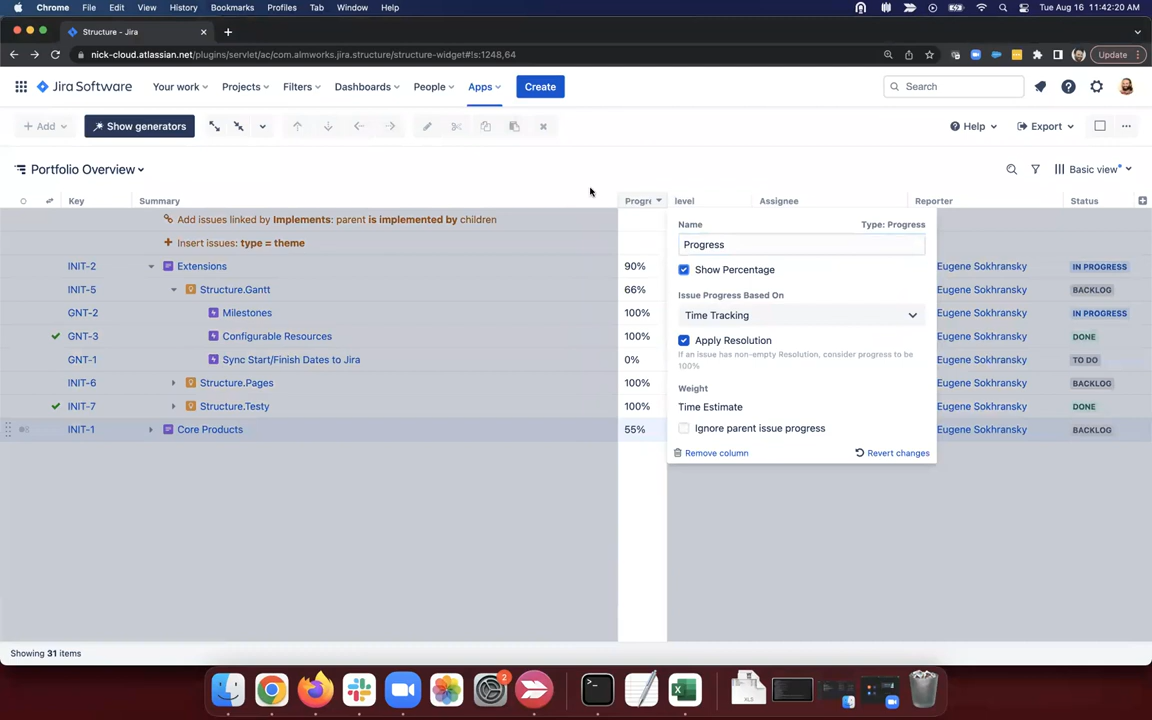 Chrome File Edit View History Bookmarks Profiles Tab Window Help Tue Aug 16 11:42:20 AM
Structure - Jira
nick-cloud.atlassian.net/plugins/servlet/ac/com.almworks.jira.structure/structure-widget#!s:1248,64 Update
Jira Software Your work Projects Filters Dashboards People Apps Create Search
Add Show generators Help Export
Portfolio Overview Basic view
Key Summary Progr level Assignee Reporter Status
Add issues linked by Implements: parent is implemented by children
Insert issues: type = theme
INIT-2 Extensions 90% Eugene Sokhransky IN PROGRESS
INIT-5 Structure.Gantt 66% Eugene Sokhransky BACKLOG
GNT-2 Milestones 100% Eugene Sokhransky IN PROGRESS
GNT-3 Configurable Resources 100% Eugene Sokhransky DONE
GNT-1 Sync Start/Finish Dates to Jira 0% Eugene Sokhransky TO DO
INIT-6 Structure.Pages 100% Eugene Sokhransky BACKLOG
INIT-7 Structure.Testy 100% Eugene Sokhransky DONE
INIT-1 Core Products 55% Eugene Sokhransky BACKLOG
Name Type: Progress
Progress
Show Percentage
Issue Progress Based On
Time Tracking
Apply Resolution
If an issue has non-empty Resolution, consider progress to be
100%
Weight
Time Estimate
Ignore parent issue progress
Remove column Revert changes
Showing 31 items
2
XLS